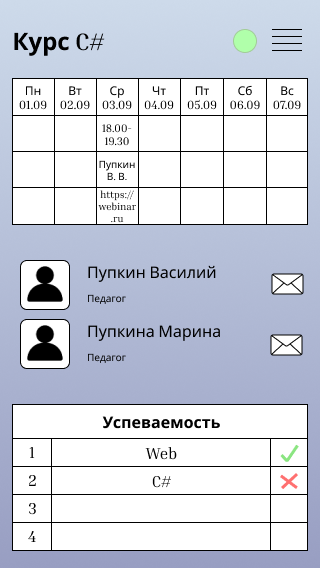 Курс C#
Пн Вт Ср Чт Пт Сб Вс
01.09 02.09 03.09 04.09 05.09 06.09 07.09
18.00-
19.30
Пупкин
В. В.
https://
webinar
.ru
Пупкин Василий
Педагог
Пупкина Марина
Педагог
Успеваемость
1 Web
2 C#
3
4